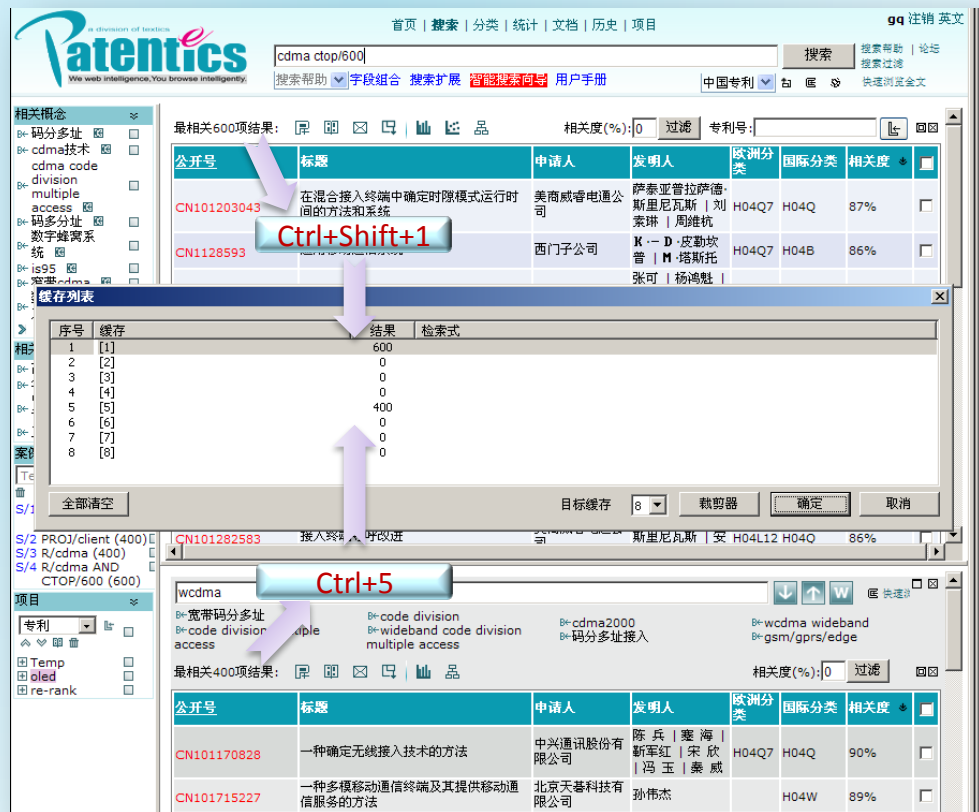 a division of textics
Patentics
We web intelligence, You browse intelligently.
首页 | 搜索 | 分类 | 统计 | 文档 | 历史 | 项目
gq 注销 英文
cdma ctop/600
搜索
搜索帮助 | 论坛
搜索过滤
搜索帮助 字段组合 搜索扩展 智能搜索向导 用户手册
中国专利
快速浏览全文
相关概念
码分多址
cdma技术
cdma code
division
multiple
access
码多分址
数字蜂窝系
统
is95
宽带cdma
最相关600项结果:
相关度(%): 0 过滤 专利号:
公开号 标题 申请人 发明人 欧洲分类 国际分类 相关度
CN101203043 在混合接入终端中确定时隙模式运行时间的方法和系统 美商威睿电通公司 萨泰亚普拉萨德·斯里尼瓦斯 | 刘素琳 | 周维杭 H04Q7 H04Q 87%
Ctrl+Shift+1
CN1128593 西门子公司 K·－D·皮勒坎普 | M·塔斯托 H04Q7 H04B 86%
张可 | 杨鸿魁 |
缓存列表
序号 缓存 结果 检索式
1 [1] 600
2 [2] 0
3 [3] 0
4 [4] 0
5 [5] 400
6 [6] 0
7 [7] 0
8 [8] 0
全部清空 目标缓存 8 裁剪器 确定 取消
S/2 PROJ/client (400)
S/3 R/cdma (400)
S/4 R/cdma AND
CTOP/600 (600)
CN101282583 斯里尼瓦斯 | 安 H04L12 H04Q 86%
项目
专利
Temp
oled
re-rank
Ctrl+5
wcdma
W
宽带码分多址
code division
cdma2000
wcdma wideband
code division
access
wideband code division
multiple access
码分多址接入
gsm/gprs/edge
最相关400项结果:
相关度(%): 0 过滤
公开号 标题 申请人 发明人 欧洲分类 国际分类 相关度
CN101170828 一种确定无线接入技术的方法 中兴通讯股份有限公司 陈 兵 | 蹇 海 | 靳军红 | 宋 欣 | 冯 玉 | 秦 威 H04Q7 H04Q 90%
CN101715227 一种多模移动通信终端及其提供移动通信服务的方法 北京天碁科技有限公司 孙伟杰 H04W 89%